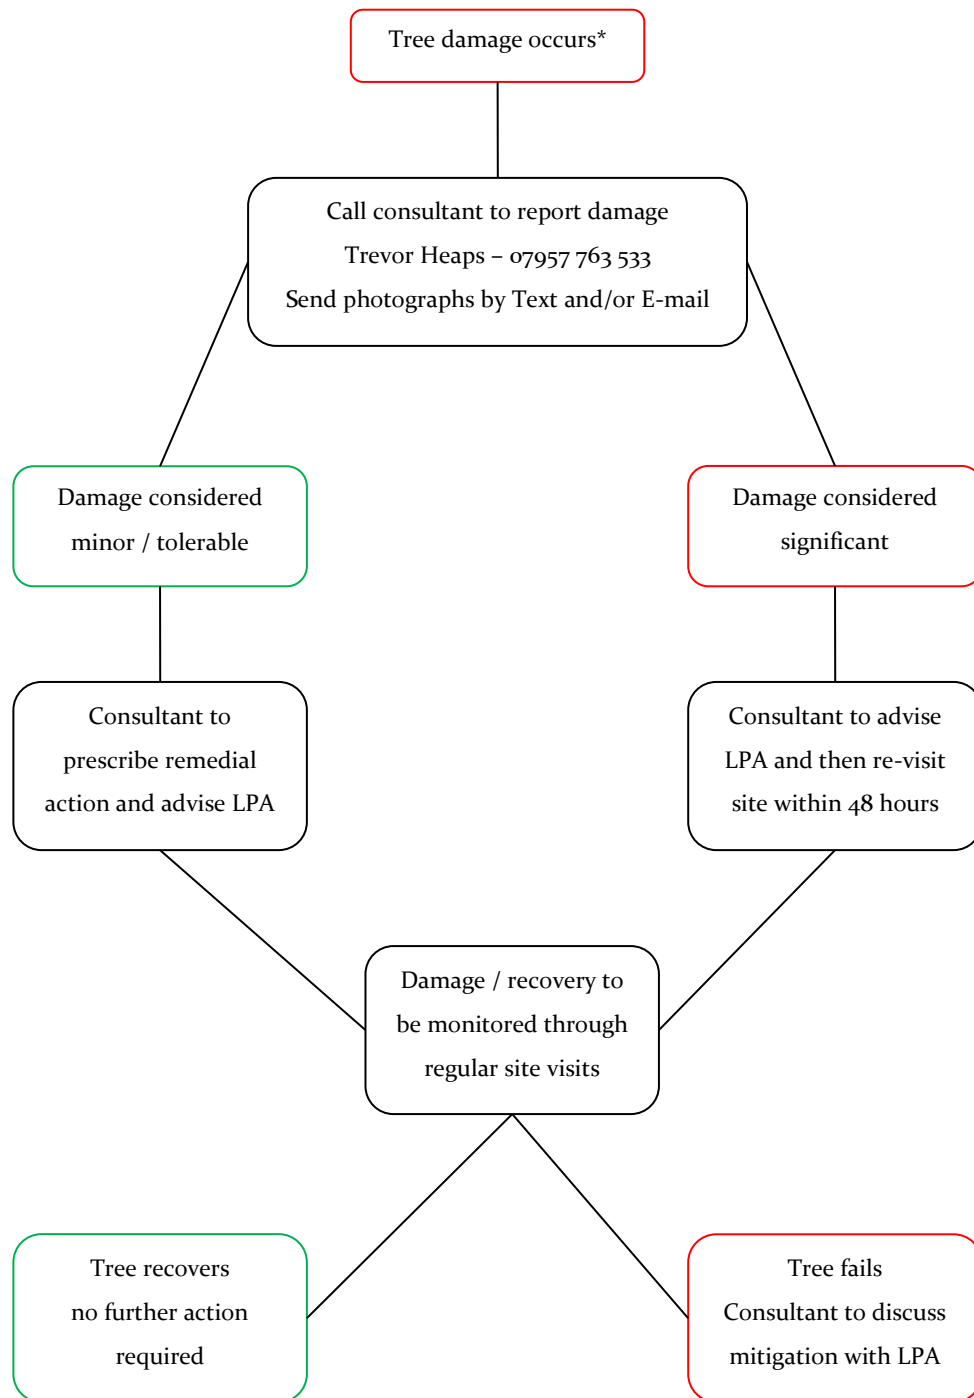 Tree damage occurs*
Call consultant to report damage
Trevor Heaps – 07957 763 533
Send photographs by Text and/or E-mail
Damage considered
minor / tolerable
Damage considered
significant
Consultant to
prescribe remedial
action and advise LPA
Consultant to advise
LPA and then re-visit
site within 48 hours
Damage / recovery to
be monitored through
regular site visits
Tree recovers
no further action
required
Tree fails
Consultant to discuss
mitigation with LPA